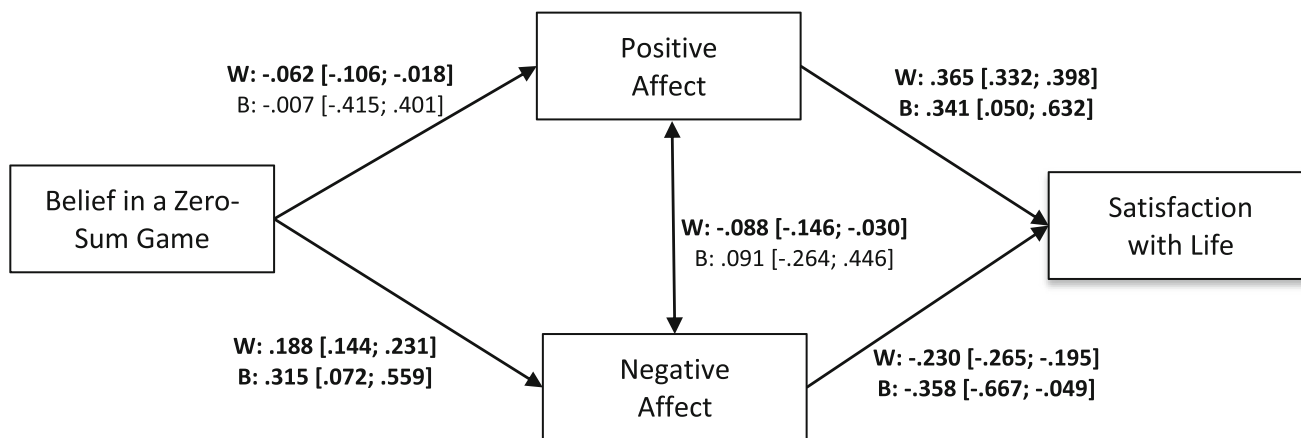 Positive
Affect
W: -.062 [-.106; -.018]
B: -.007 [-.415; .401]
W: .365 [.332; .398]
B: .341 [.050; .632]
Belief in a Zero-
Sum Game
W: -.088 [-.146; -.030]
B: .091 [-.264; .446]
Satisfaction
with Life
W: .188 [.144; .231]
B: .315 [.072; .559]
Negative
Affect
W: -.230 [-.265; -.195]
B: -.358 [-.667; -.049]